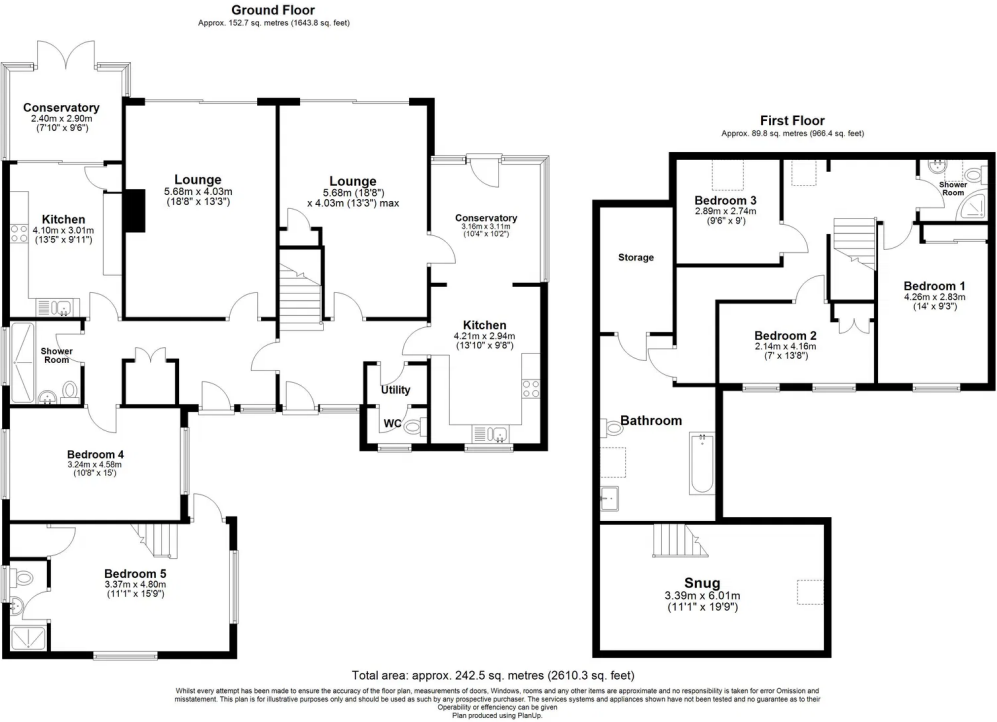 Ground Floor
Approx. 152.7 sq. metres (1643.8 sq. feet)
Conservatory
2.40m x 2.90m
(7'10" x 9'6")
Lounge
5.68m x 4.03m
(18'8" x 13'3")
Lounge
5.68m (18'8")
x 4.03m (13'3") max
Kitchen
4.10m x 3.01m
(13'5" x 9'11")
Conservatory
3.16m x 3.11m
(10'4" x 10'2")
Kitchen
4.21m x 2.94m
(13'10" x 9'8")
Shower
Room
Utility
WC
Bedroom 4
3.24m x 4.58m
(10'8" x 15')
Bedroom 5
3.37m x 4.80m
(11'1" x 15'9")
First Floor
Approx. 89.8 sq. metres (966.4 sq. feet)
Bedroom 3
2.89m x 2.74m
(9'6" x 9')
Shower
Room
Storage
Bedroom 1
4.26m x 2.83m
(14' x 9'3")
Bedroom 2
2.14m x 4.16m
(7' x 13'8")
Bathroom
Snug
3.39m x 6.01m
(11'1" x 19'9")
Total area: approx. 242.5 sq. metres (2610.3 sq. feet)
Whilst every attempt has been made to ensure the accuracy of the floor plan, measurements of doors, Windows, rooms and any other items are approximate and no responsibility is taken for error Omission and
misstatement. This plan is for illustrative purposes only and should be used as such by any prospective purchaser. The services systems and appliances shown have not been tested and no guarantee as to their
Operability or effeciency can be given
Plan produced using PlanUp.